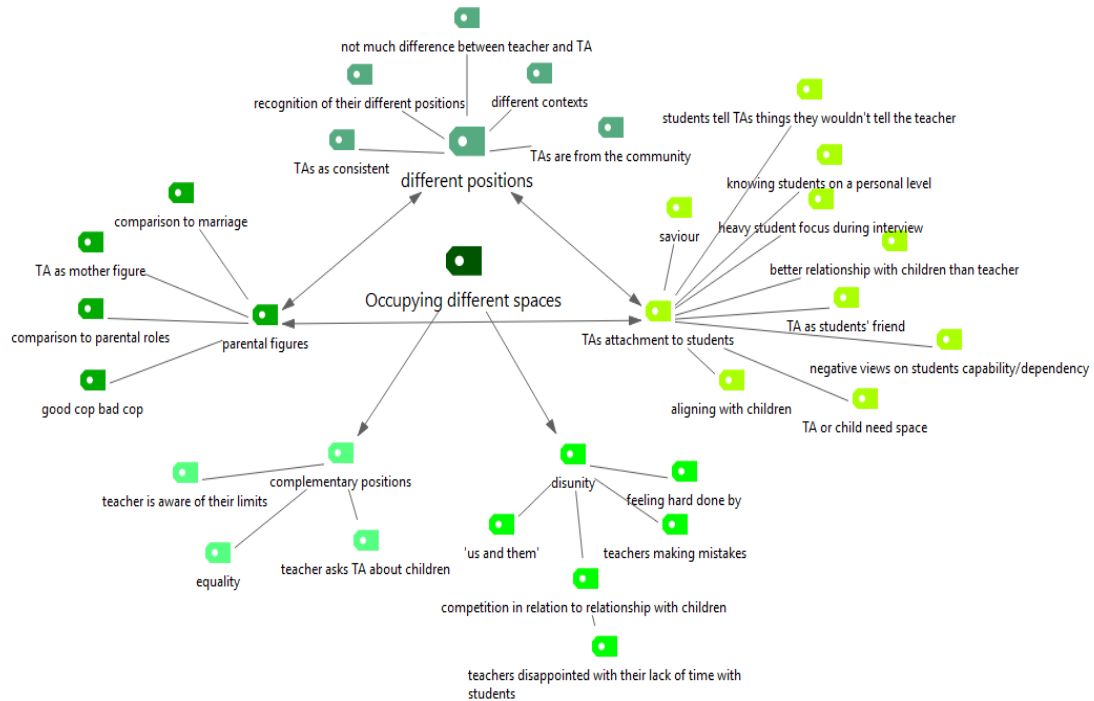 not much difference between teacher and TA
recognition of their different positions
different contexts
TAs as consistent
TAs are from the community
different positions
students tell TAs things they wouldn't tell the teacher
knowing students on a personal level
saviour
heavy student focus during interview
better relationship with children than teacher
TA as students' friend
TAs attachment to students
negative views on students capability/dependency
aligning with children
TA or child need space
comparison to marriage
TA as mother figure
comparison to parental roles
parental figures
good cop bad cop
Occupying different spaces
complementary positions
teacher is aware of their limits
equality
teacher asks TA about children
disunity
feeling hard done by
'us and them'
teachers making mistakes
competition in relation to relationship with children
teachers disappointed with their lack of time with
students